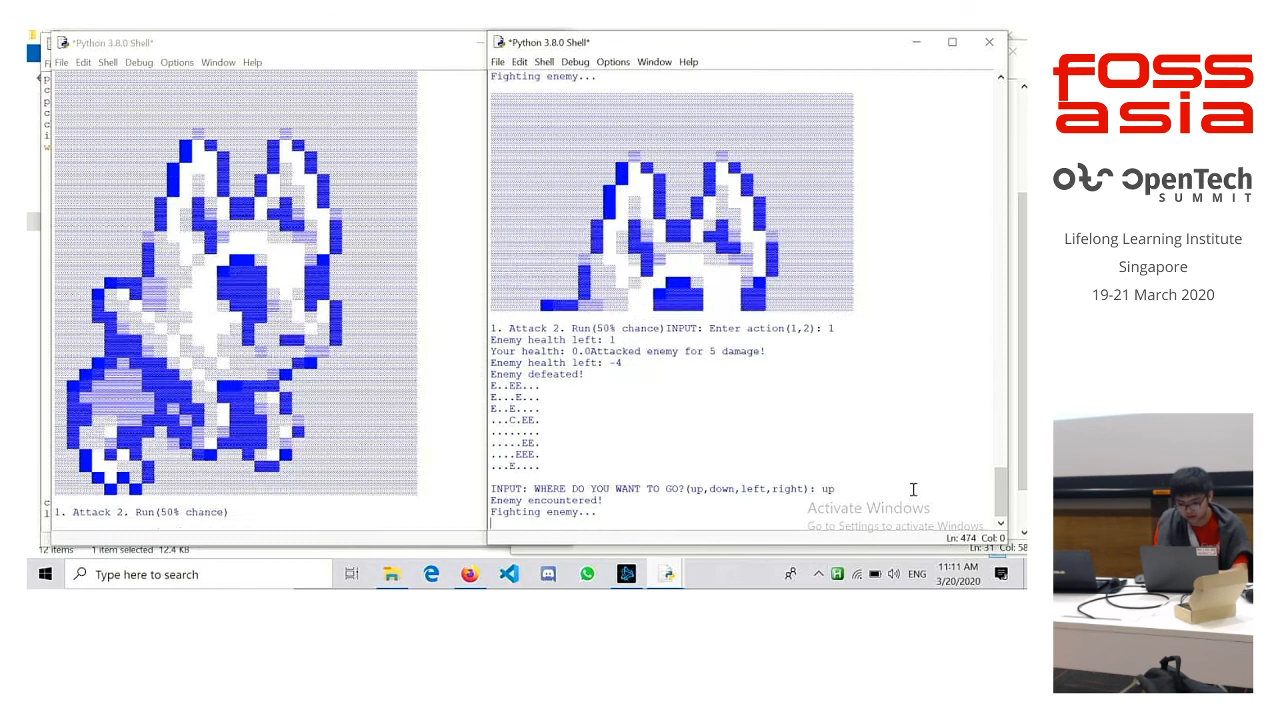 *Python 3.8.0 Shell*
File Edit Shell Debug Options Window Help
1. Attack 2. Run(50% chance)
*Python 3.8.0 Shell*
File Edit Shell Debug Options Window Help
Fighting enemy...
1. Attack 2. Run(50% chance)INPUT: Enter action(1,2): 1
Enemy health left: 1
Your health: 0.0Attacked enemy for 5 damage!
Enemy health left: -4
Enemy defeated!
E..EE...
E...E...
E..E....
...C.EE.
........
.....EE.
....EEE.
...E....
INPUT: WHERE DO YOU WANT TO GO?(up,down,left,right): up
Enemy encountered!
Fighting enemy...
Activate Windows
Go to Settings to activate Windows.
Ln: 474 Col: 0
Ln: 31 Col: 58
12 items 1 item selected 12.4 KB
Type here to search
ENG
11:11 AM
3/20/2020
FOSS
asia
OpenTech
SUMMIT
Lifelong Learning Institute
Singapore
19-21 March 2020